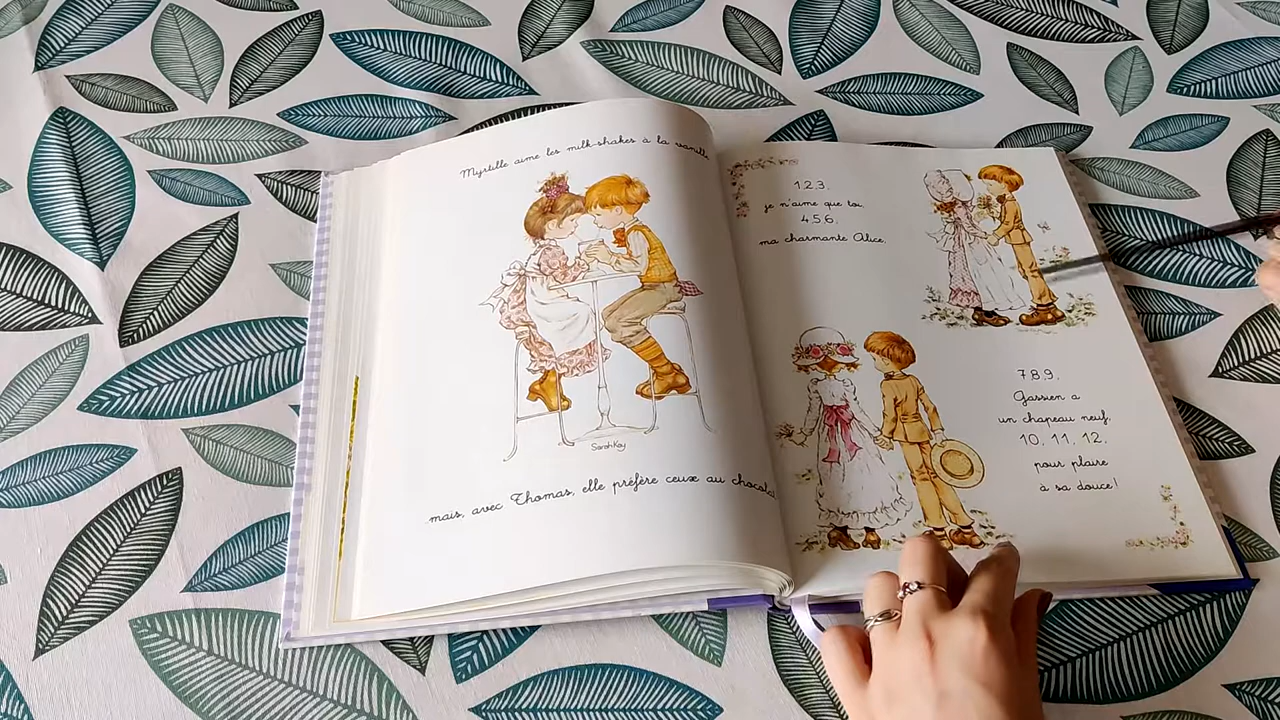 Myrtille aime les milk-shakes à la vanille
SarahKay
mais, avec Thomas, elle préfère ceux au chocolat
1,2,3,
je n'aime que toi,
4,5,6,
ma charmante Alice,
7,8,9,
Gassien a
un chapeau neuf,
10, 11, 12,
pour plaire
à sa douce!